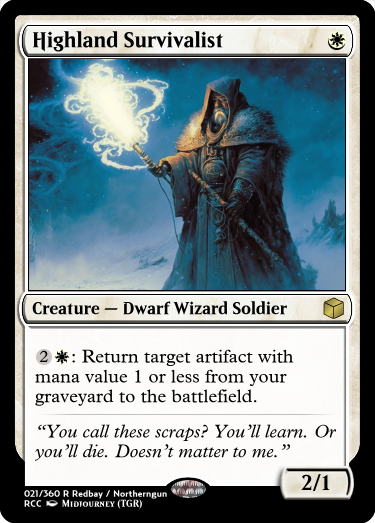 Highland Survivalist
Creature — Dwarf Wizard Soldier
2: Return target artifact with
mana value 1 or less from your
graveyard to the battlefield.
“You call these scraps? You’ll learn. Or
you’ll die. Doesn’t matter to me.”
2/1
021/360 R Redbay / Northerngun
RCC Midjourney (TGR)